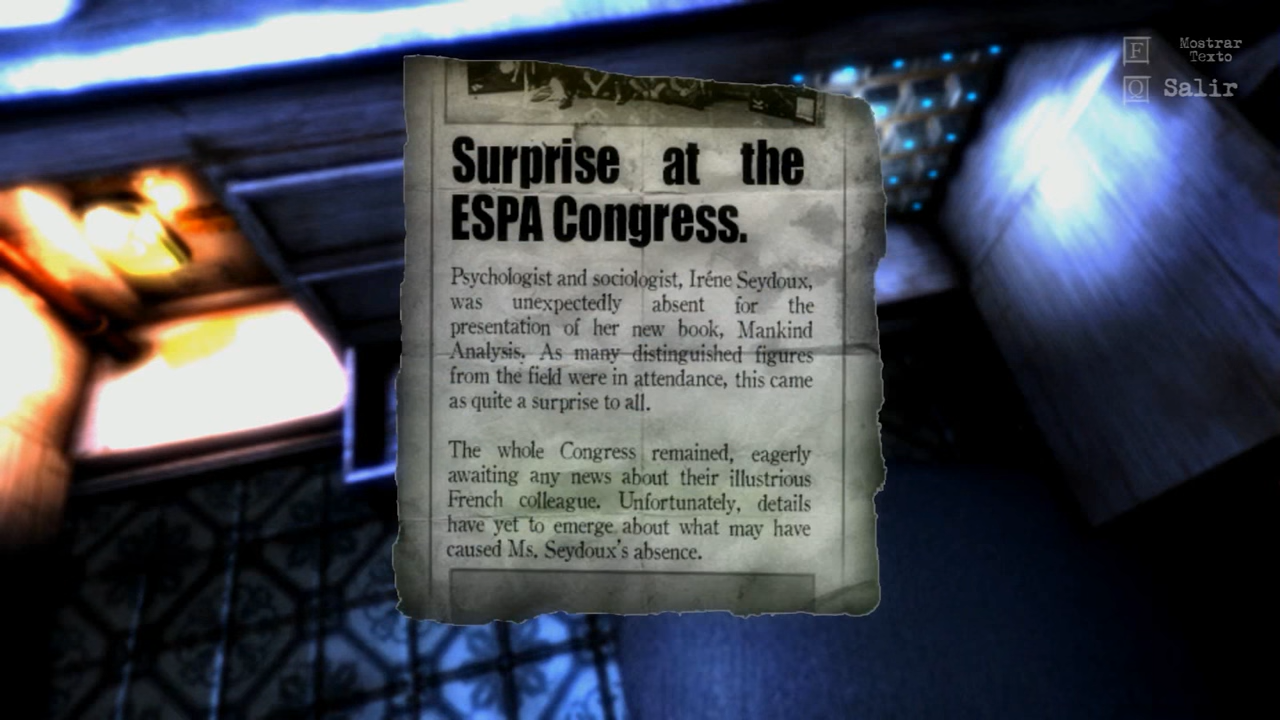 Surprise at the
ESPA Congress.
Psychologist and sociologist, Iréne Seydoux,
was unexpectedly absent for the
presentation of her new book, Mankind
Analysis. As many distinguished figures
from the field were in attendance, this came
as quite a surprise to all.
The whole Congress remained, eagerly
awaiting any news about their illustrious
French colleague. Unfortunately, details
have yet to emerge about what may have
caused Ms. Seydoux's absence.
F Mostrar
Texto
Q Salir